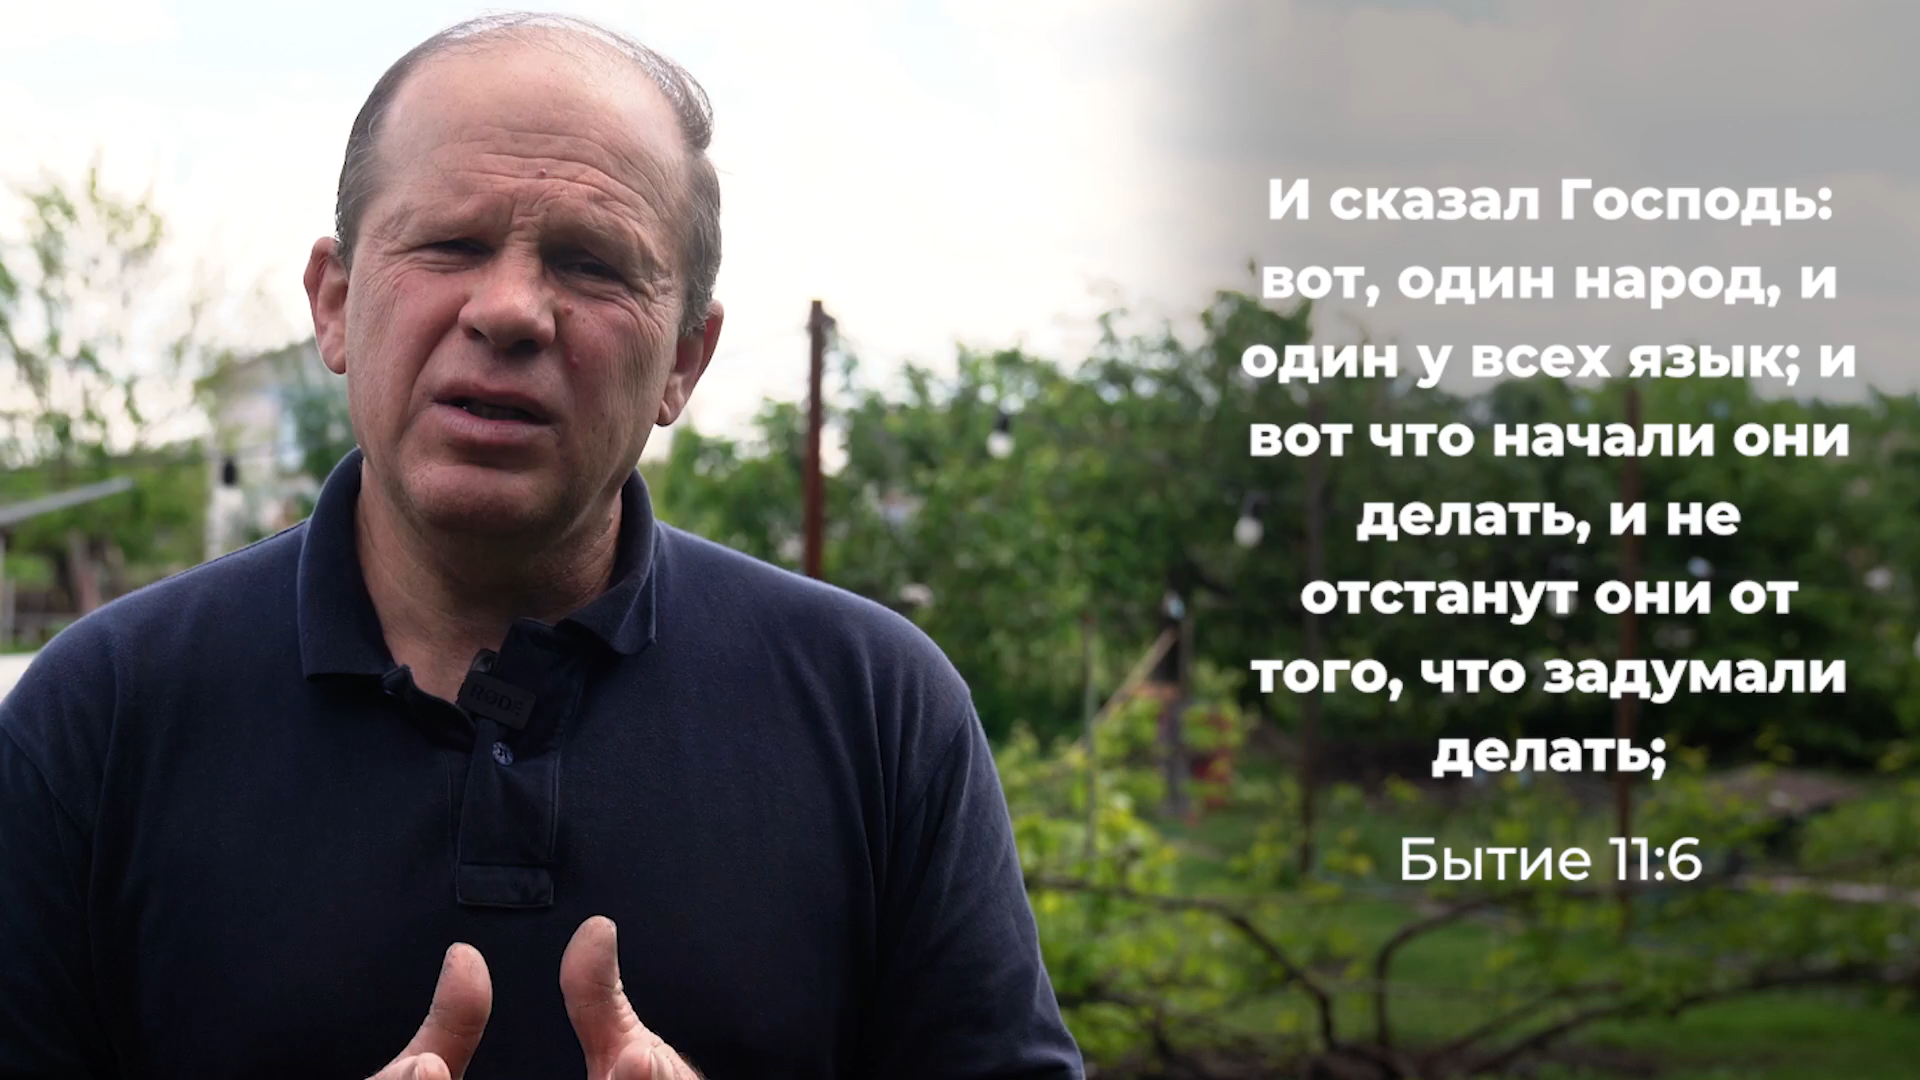 И сказал Господь:
вот, один народ, и
один у всех язык; и
вот что начали они
делать, и не
отстанут они от
того, что задумали
делать;
Бытие 11:6
RØDE